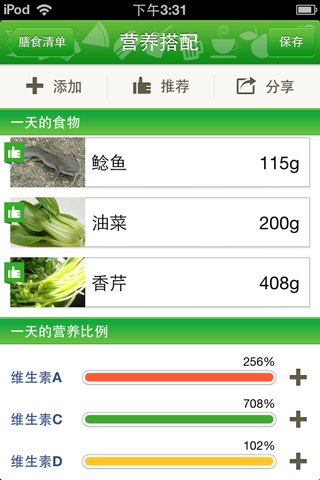 iPod 下午3:31
膳食清单 营养搭配 保存
添加 推荐 分享
一天的食物
鲶鱼 115g
油菜 200g
香芹 408g
一天的营养比例
256%
维生素A
708%
维生素C
102%
维生素D